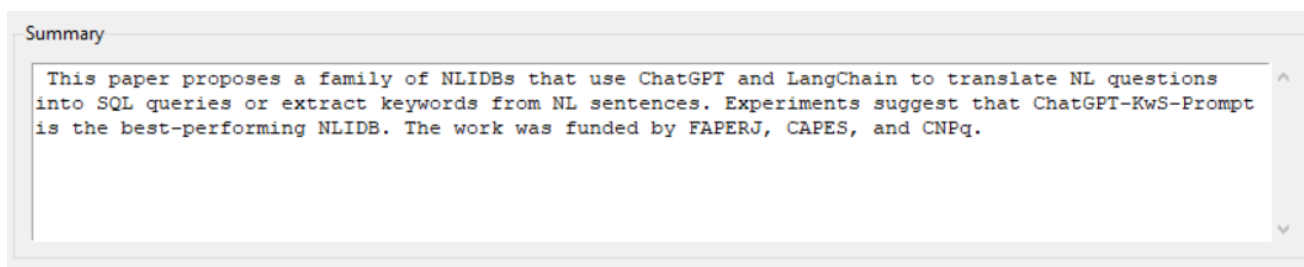 Summary
This paper proposes a family of NLIDBs that use ChatGPT and LangChain to translate NL questions
into SQL queries or extract keywords from NL sentences. Experiments suggest that ChatGPT-KwS-Prompt
is the best-performing NLIDB. The work was funded by FAPERJ, CAPES, and CNPq.